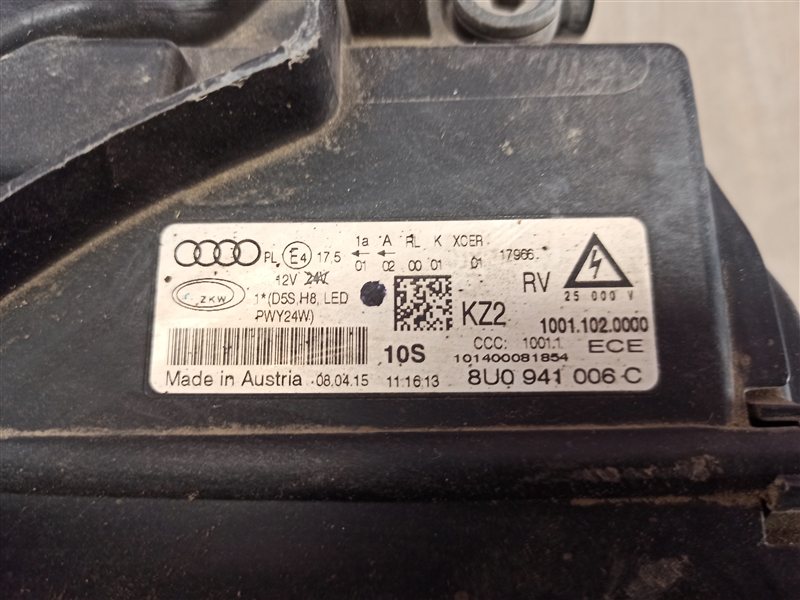 PL E4 17.5 1a A RL K XCER 17966
01 02 00 01 01
12V 24V
ZKW 1*(D5S, H8, LED
PWY24W)
KZ2
RV
25 000 V
1001.102.0000
10S
CCC: 1001.1 ECE
101400081854
Made in Austria 08.04.15 11:16:13 8U0 941 006 C